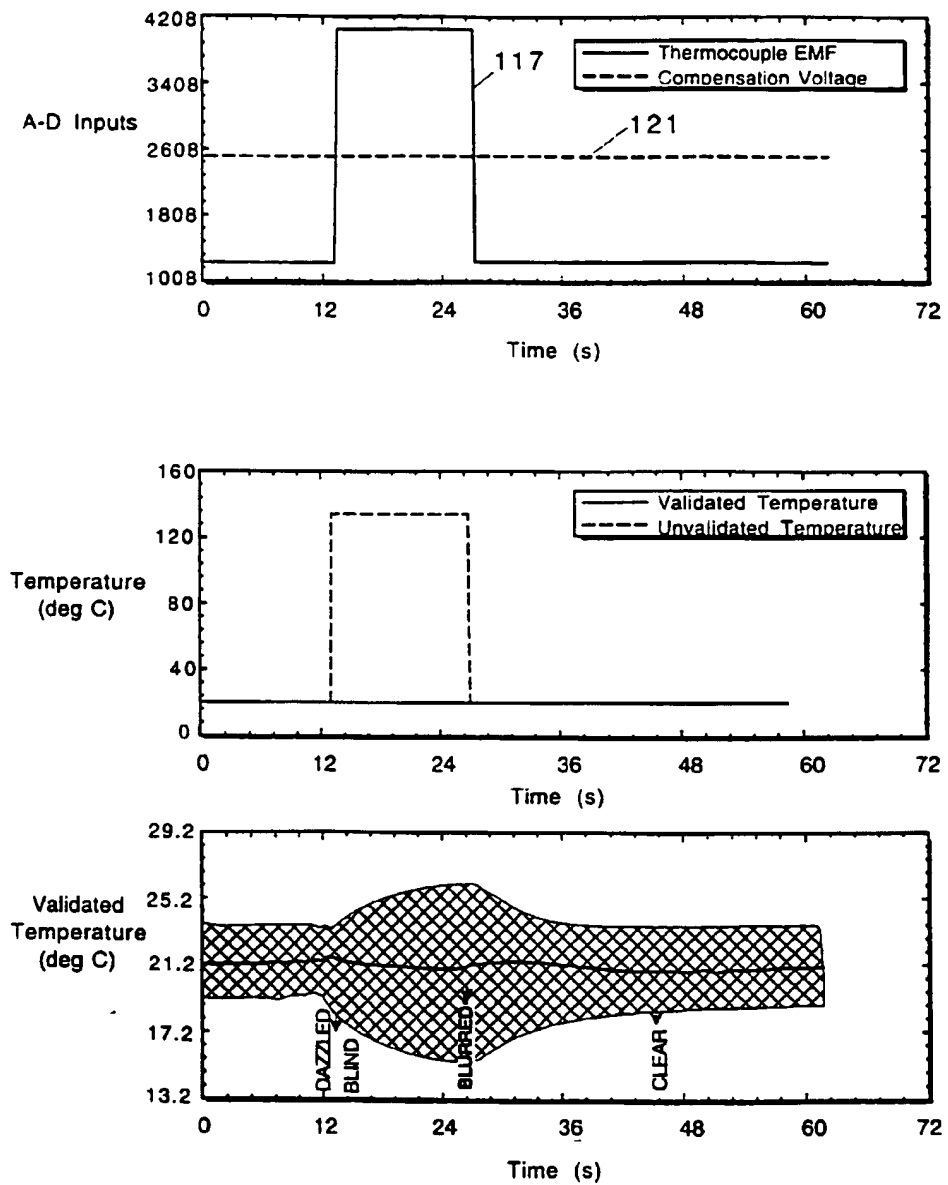 4208
3408
2608
1808
1008
A-D Inputs
Thermocouple EMF
Compensation Voltage
117
121
0 12 24 36 48 60 72
Time (s)
160
120
80
40
0
Temperature
(deg C)
Validated Temperature
Unvalidated Temperature
0 12 24 36 48 60 72
Time (s)
29.2
25.2
21.2
17.2
13.2
Validated
Temperature
(deg C)
DAZZLED
BLIND
BLURRED
CLEAR
0 12 24 36 48 60 72
Time (s)